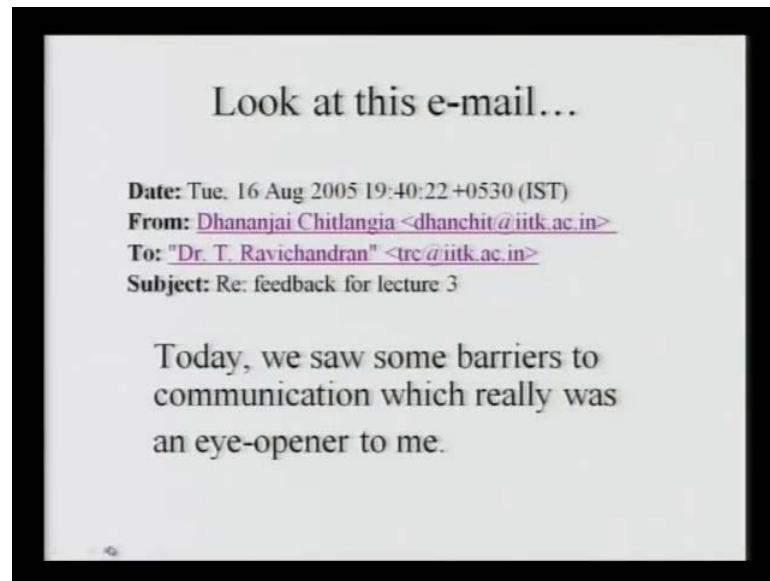 Look at this e-mail…
Date: Tue, 16 Aug 2005 19:40:22 +0530 (IST)
From: Dhananjai Chitlangia <dhanchit@iitk.ac.in>
To: "Dr. T. Ravichandran" <trc@iitk.ac.in>
Subject: Re: feedback for lecture 3
Today, we saw some barriers to
communication which really was
an eye-opener to me.